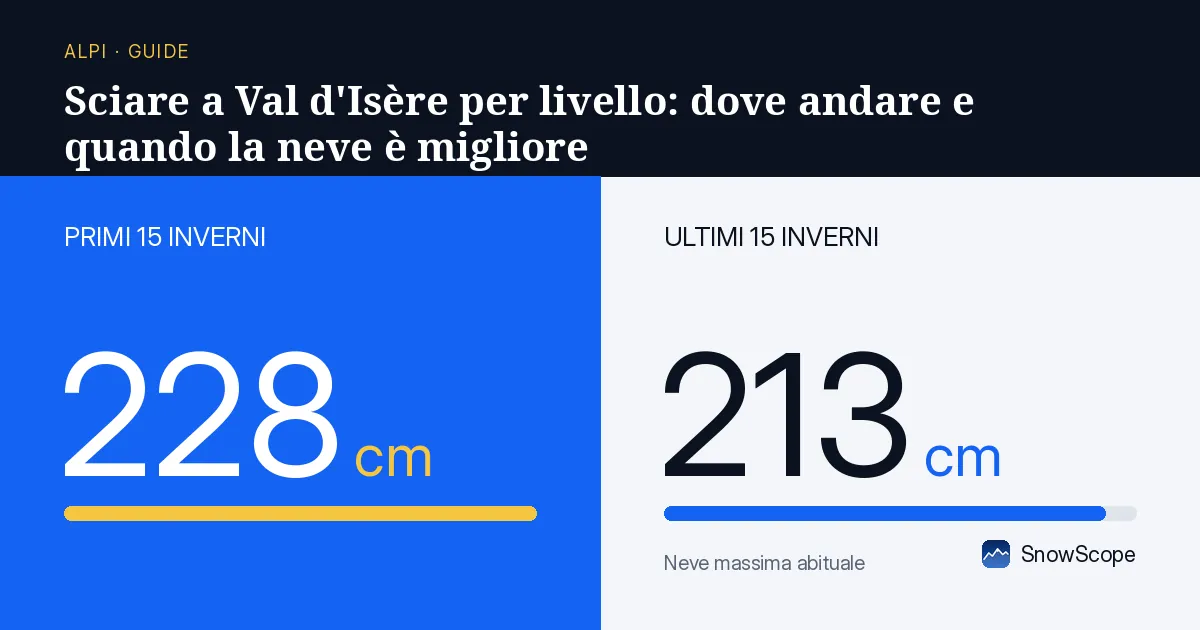 ALPI · GUIDE
Sciare a Val d'Isère per livello: dove andare e
quando la neve è migliore
PRIMI 15 INVERNI
228 cm
ULTIMI 15 INVERNI
213 cm
Neve massima abituale
SnowScope